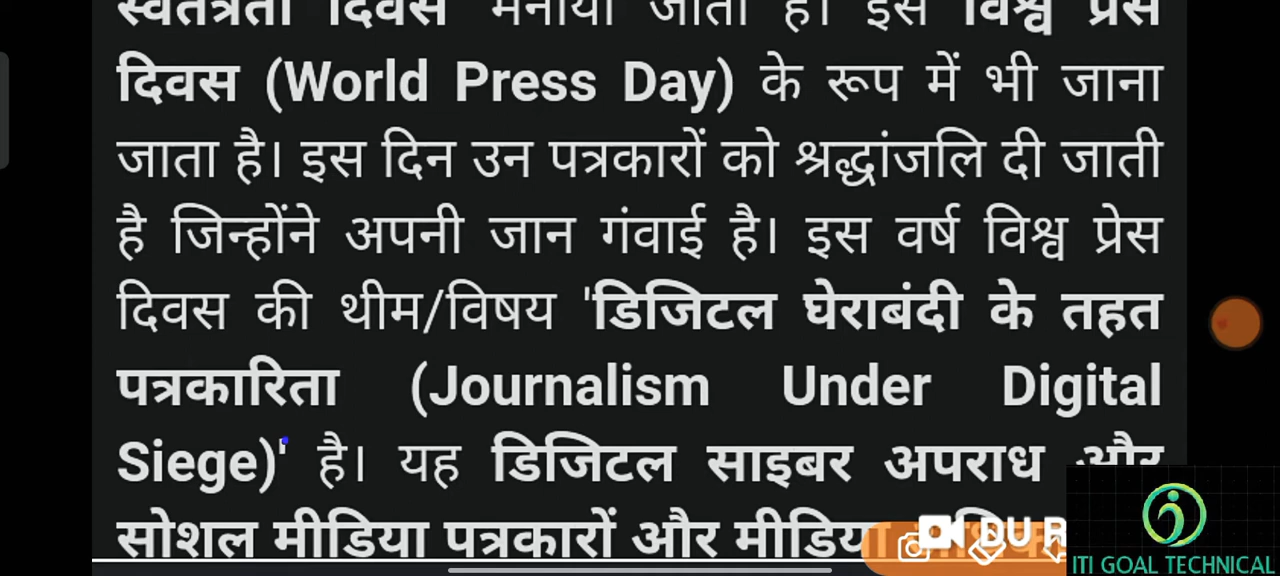 स्वतंत्रता दिवस मनाया जाता है। इसे विश्व प्रेस
दिवस (World Press Day) के रूप में भी जाना
जाता है। इस दिन उन पत्रकारों को श्रद्धांजलि दी जाती
है जिन्होंने अपनी जान गंवाई है। इस वर्ष विश्व प्रेस
दिवस की थीम/विषय 'डिजिटल घेराबंदी के तहत
पत्रकारिता (Journalism Under Digital
Siege)' है। यह डिजिटल साइबर अपराध और
सोशल मीडिया पत्रकारों और मीडिया
DU R
ITI GOAL TECHNICAL